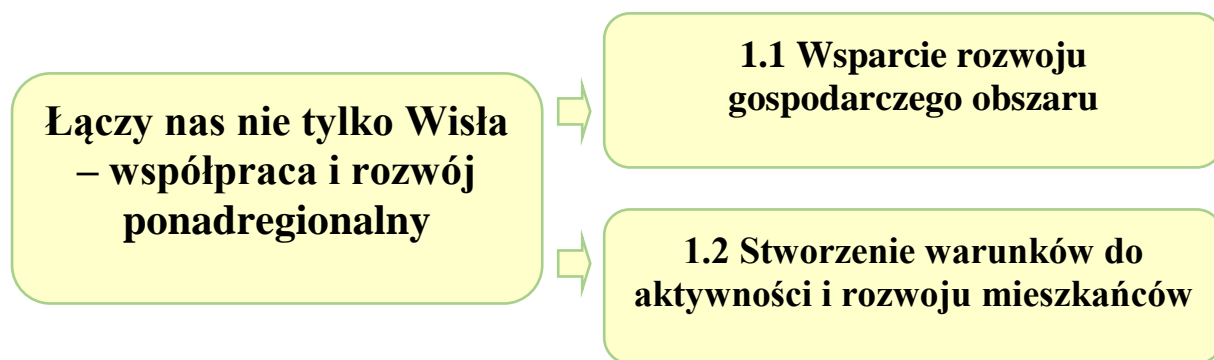 Łączy nas nie tylko Wisła
– współpraca i rozwój
ponadregionalny
1.1 Wsparcie rozwoju
gospodarczego obszaru
1.2 Stworzenie warunków do
aktywności i rozwoju mieszkańców